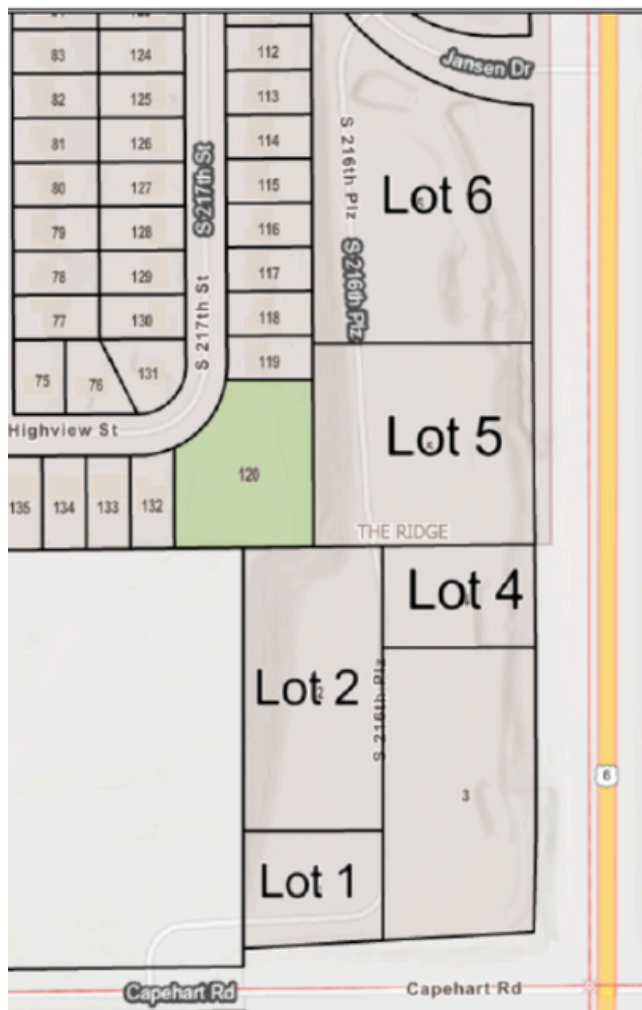 112
83
124
Jansen Dr
82
125
113
81
126
114
S 216th Plz
80
127
S 217th St
115
Lot 6
79
128
116
S 216th Plz
78
129
117
77
130
S 217th St
118
119
75
76
131
Highview St
Lot 5
120
135
134
133
132
THE RIDGE
Lot 4
Lot 2
2
S 216th Plz
6
3
Lot 1
Capehart Rd
Capehart Rd